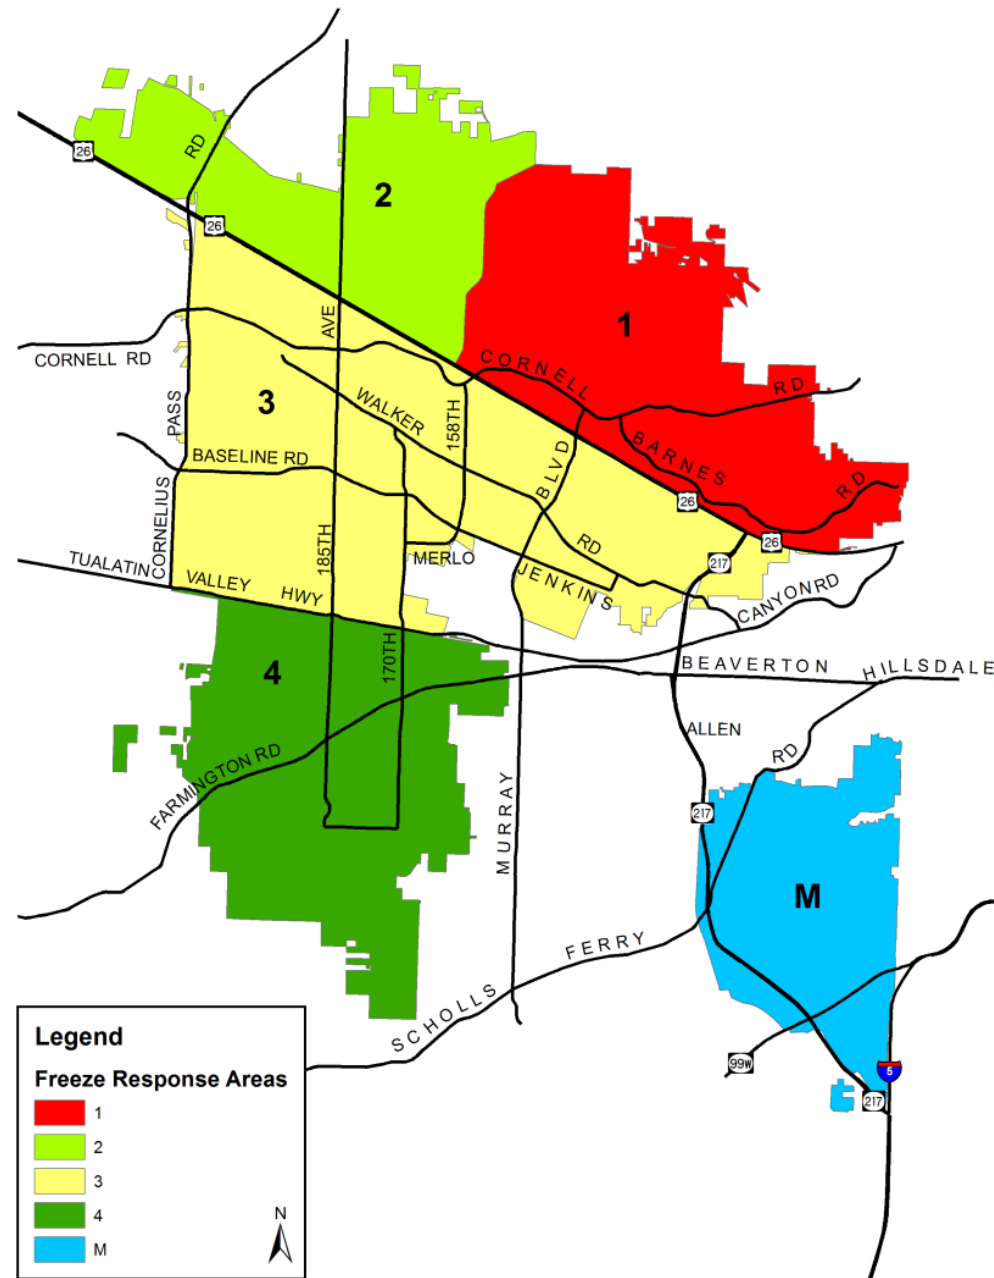 RD
26
26
2
1
AVE
CORNELL RD
CORNELL
RD
PASS
3
WALKER
158TH
BLVD
BARNES
RD
BASELINE RD
26
CORNELIUS
185TH
MERLO
RD
217
26
TUALATIN
VALLEY
HWY
JENKINS
CANYON RD
170TH
4
BEAVERTON
HILLSDALE
ALLEN
FARMINGTON RD
RD
MURRAY
217
M
SCHOLLS
FERRY
99W
5
217
Legend
Freeze Response Areas
1
2
3
4
M
N